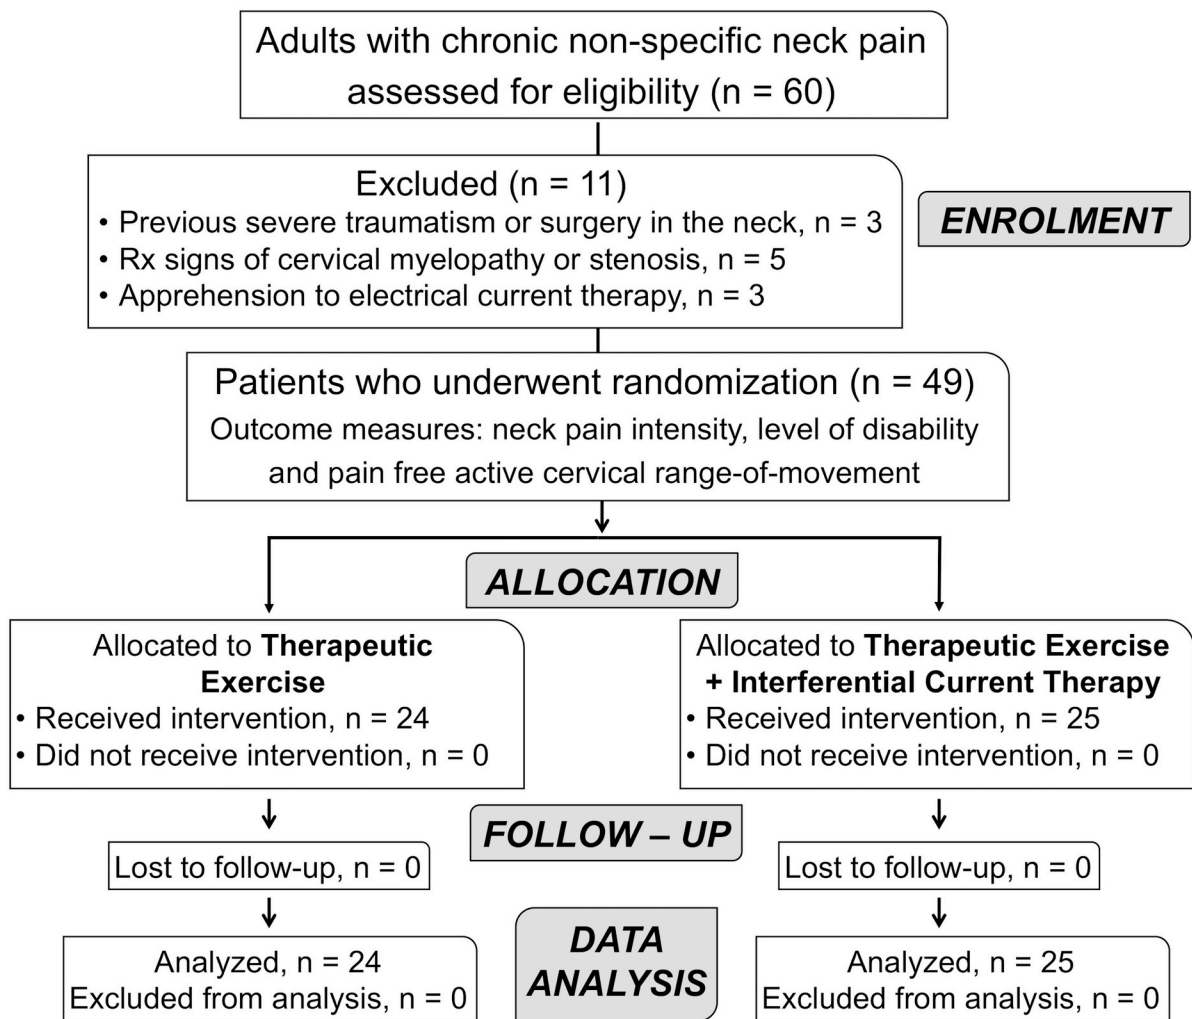 Adults with chronic non-specific neck pain
assessed for eligibility (n = 60)
Excluded (n = 11)
• Previous severe traumatism or surgery in the neck, n = 3
• Rx signs of cervical myelopathy or stenosis, n = 5
• Apprehension to electrical current therapy, n = 3
ENROLMENT
Patients who underwent randomization (n = 49)
Outcome measures: neck pain intensity, level of disability
and pain free active cervical range-of-movement
ALLOCATION
Allocated to Therapeutic
Exercise
• Received intervention, n = 24
• Did not receive intervention, n = 0
Allocated to Therapeutic Exercise
+ Interferential Current Therapy
• Received intervention, n = 25
• Did not receive intervention, n = 0
FOLLOW – UP
Lost to follow-up, n = 0
Lost to follow-up, n = 0
DATA
ANALYSIS
Analyzed, n = 24
Excluded from analysis, n = 0
Analyzed, n = 25
Excluded from analysis, n = 0